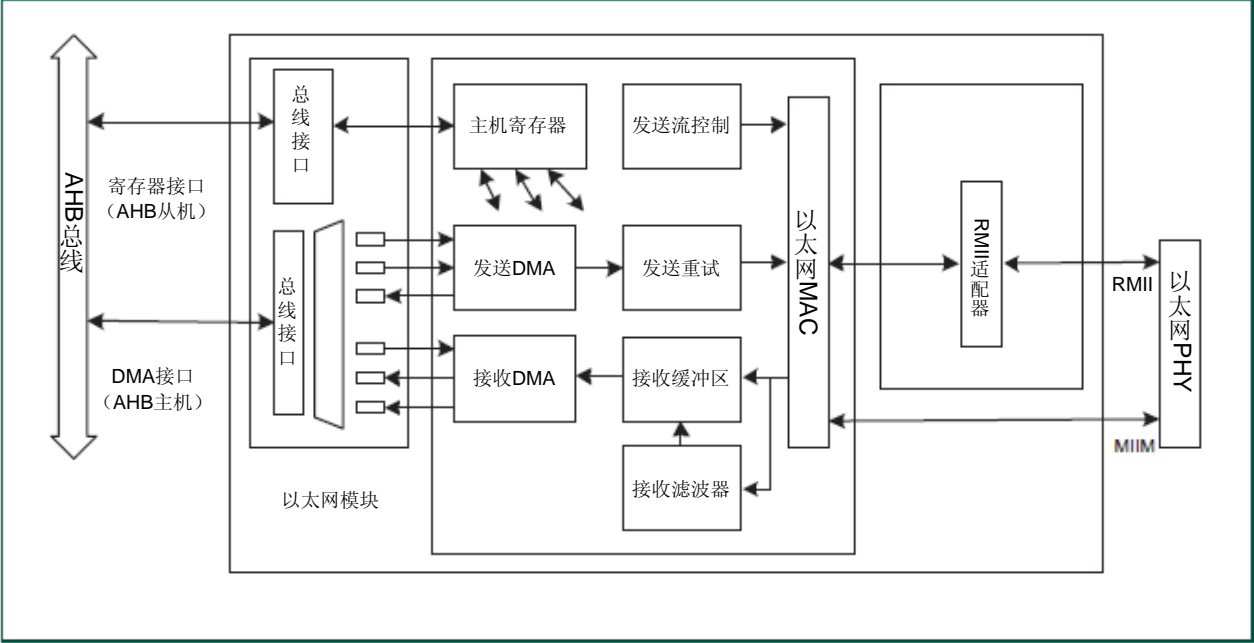 AHB总线
寄存器接口
（AHB从机）
DMA接口
（AHB主机）
总线接口
总线接口
以太网模块
主机寄存器
发送流控制
发送DMA
发送重试
接收DMA
接收缓冲区
接收滤波器
以太网MAC
RMII适配器
RMII
MIIM
以太网PHY